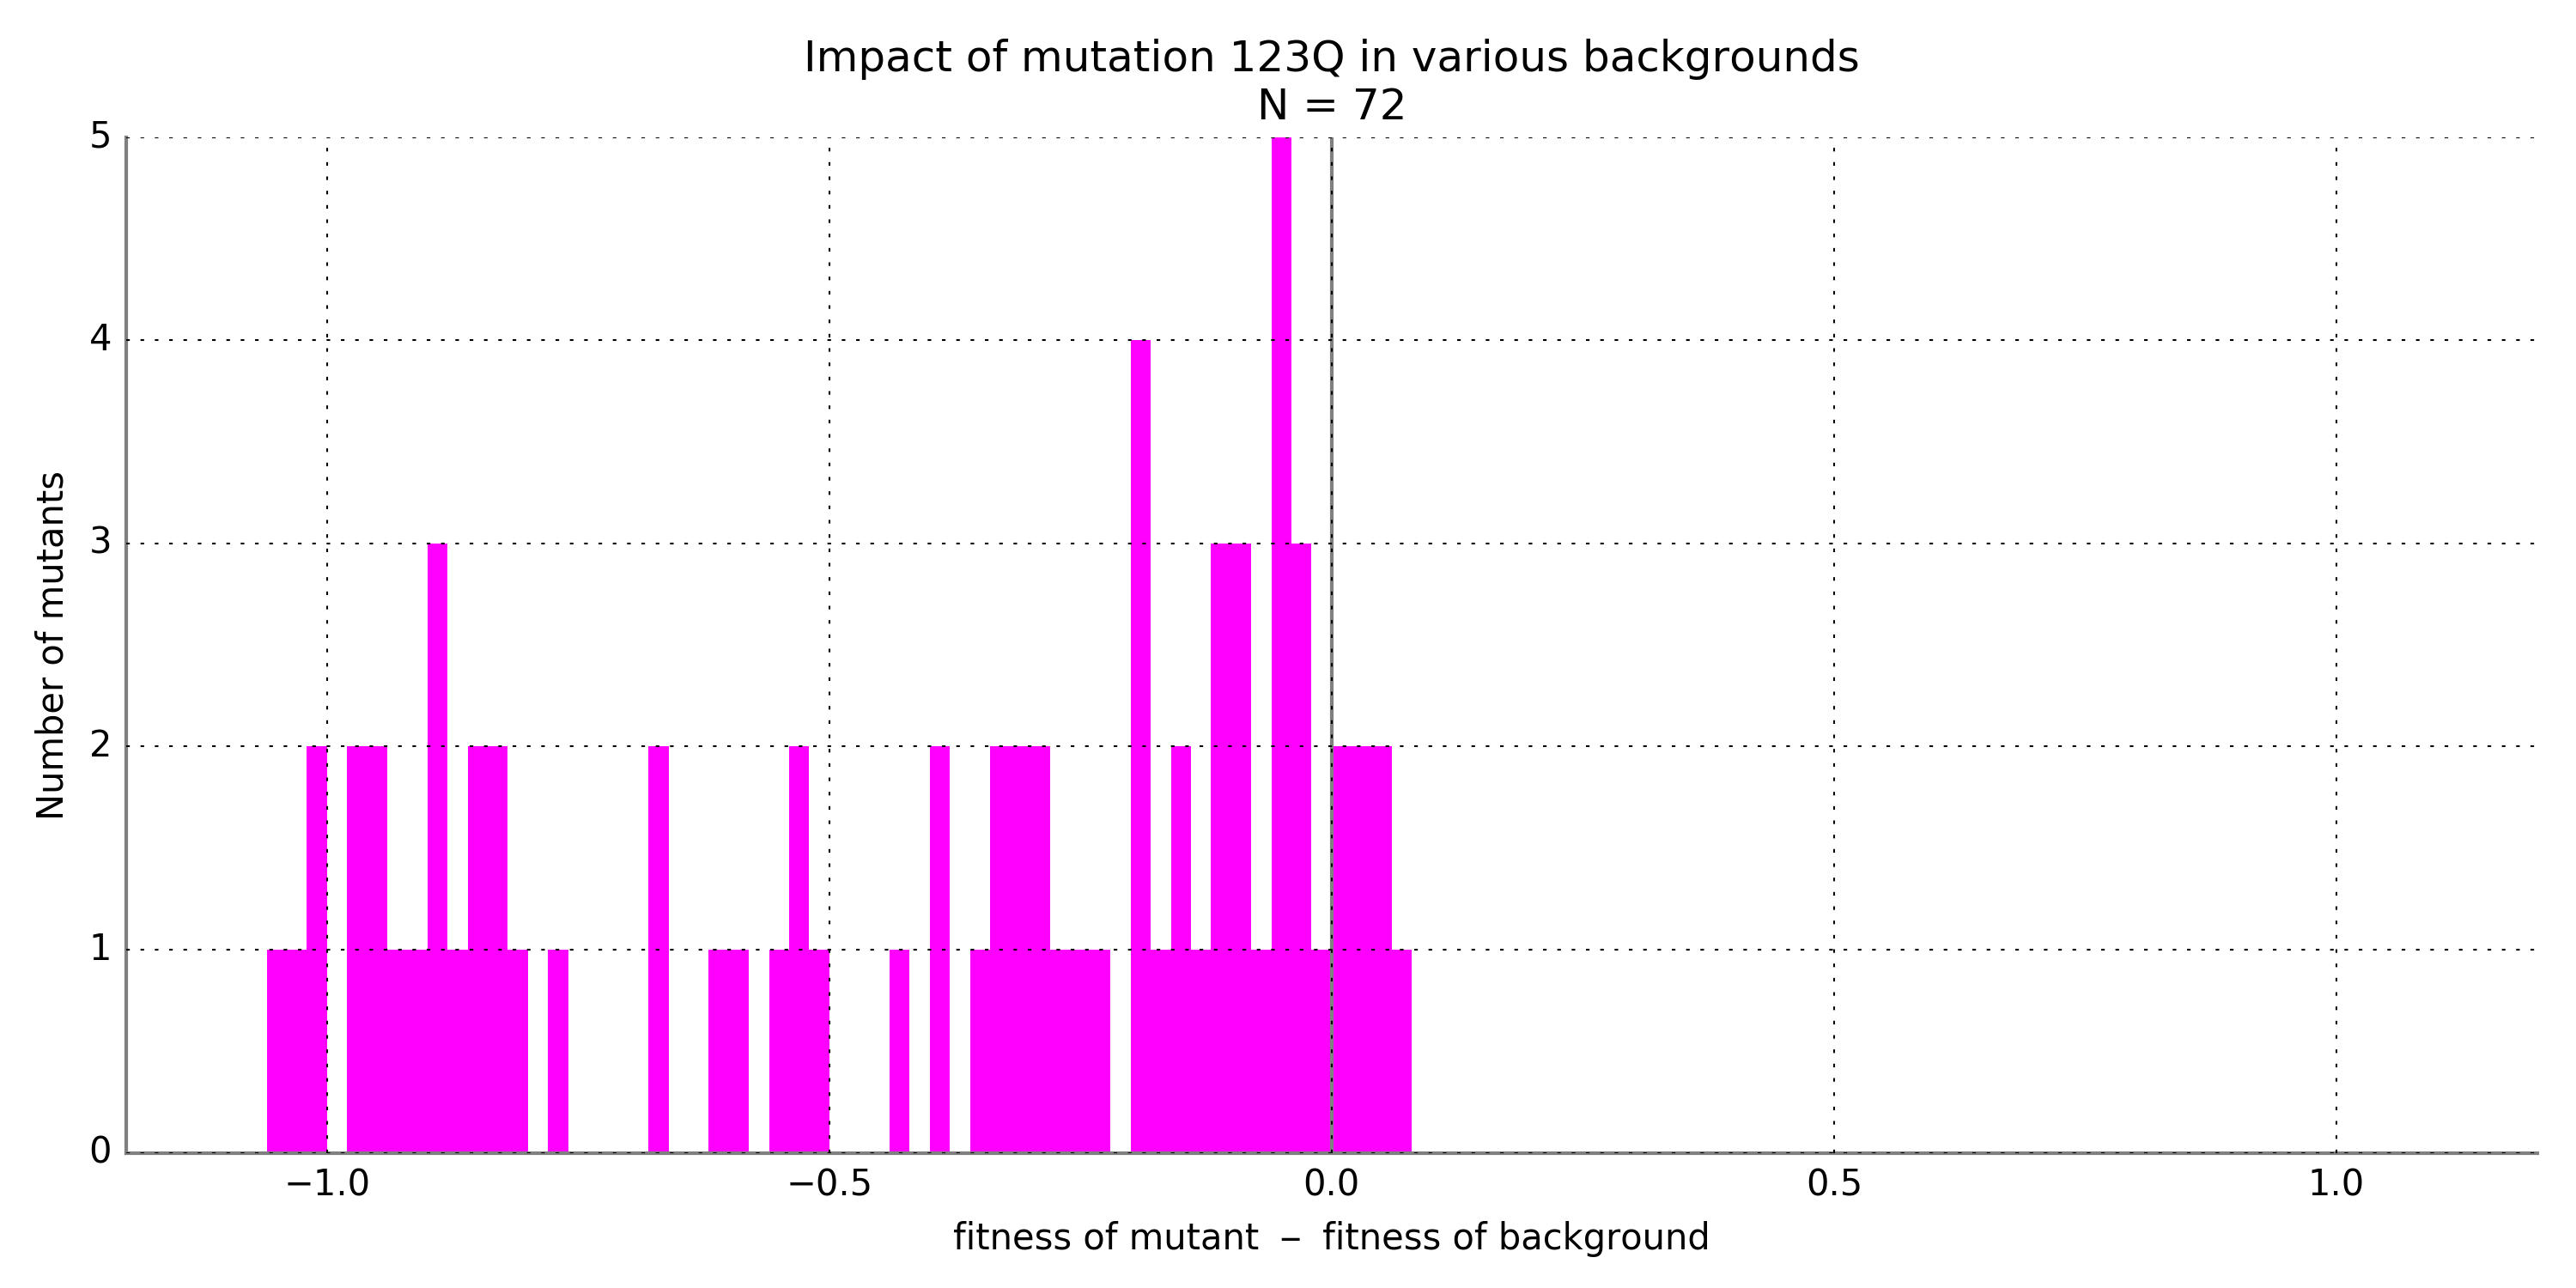 Impact of mutation 123Q in various backgrounds
N = 72
5
4
3
2
1
0
Number of mutants
−1.0 −0.5 0.0 0.5 1.0
fitness of mutant – fitness of background